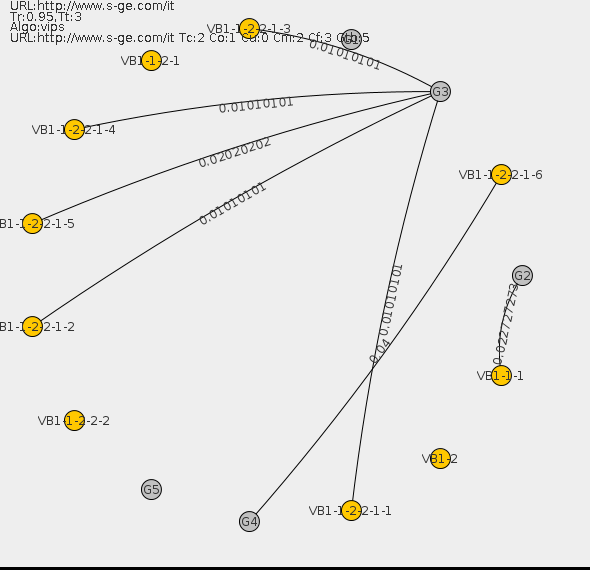 URL:http://www.s-ge.com/it
Tr:0.95,Tt:3
Algo:vips
URL:http://www.s-ge.com/it Tc:2 Co:1 Cu:0 Cm:2 Cf:3 Gb:5
VB1-1-2-2-1-3
G1
0.01010101
VB1-1-2-1
G3
0.01010101
VB1-1-2-2-1-4
0.02020202
VB1-1-2-2-1-6
0.01010101
VB1-1-2-2-1-5
G2
0.01010101
0.022727273
VB1-1-2-2-1-2
0.04
VB1-1-1
VB1-1-2-2-2
VB1-2
G5
VB1-1-2-2-1-1
G4